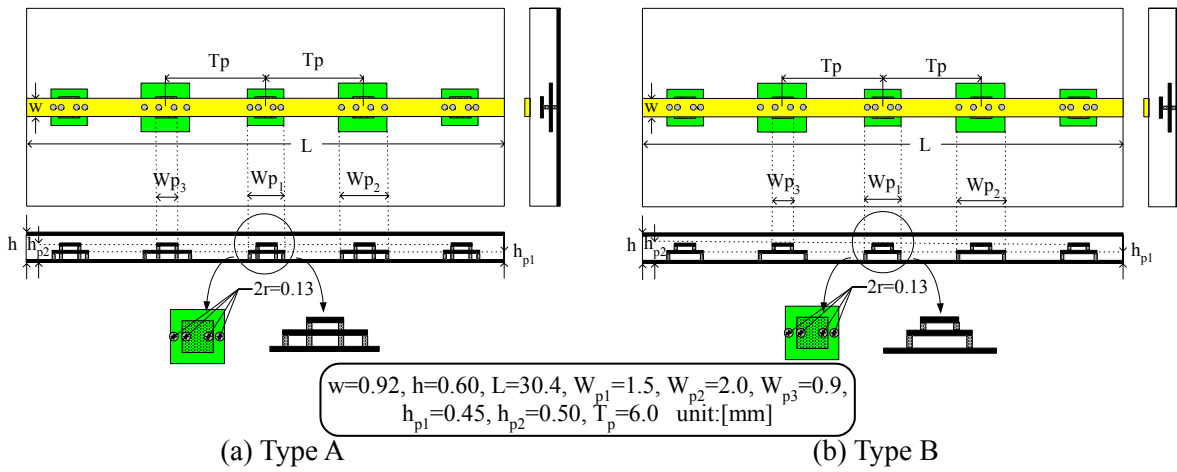 Tp Tp
w
L
Wp3 Wp1 Wp2
h
hp2
hp1
2r=0.13
(a) Type A
Tp Tp
w
L
Wp3 Wp1 Wp2
h
hp2
hp1
2r=0.13
(b) Type B
w=0.92, h=0.60, L=30.4, Wp1=1.5, Wp2=2.0, Wp3=0.9,
hp1=0.45, hp2=0.50, Tp=6.0 unit:[mm]